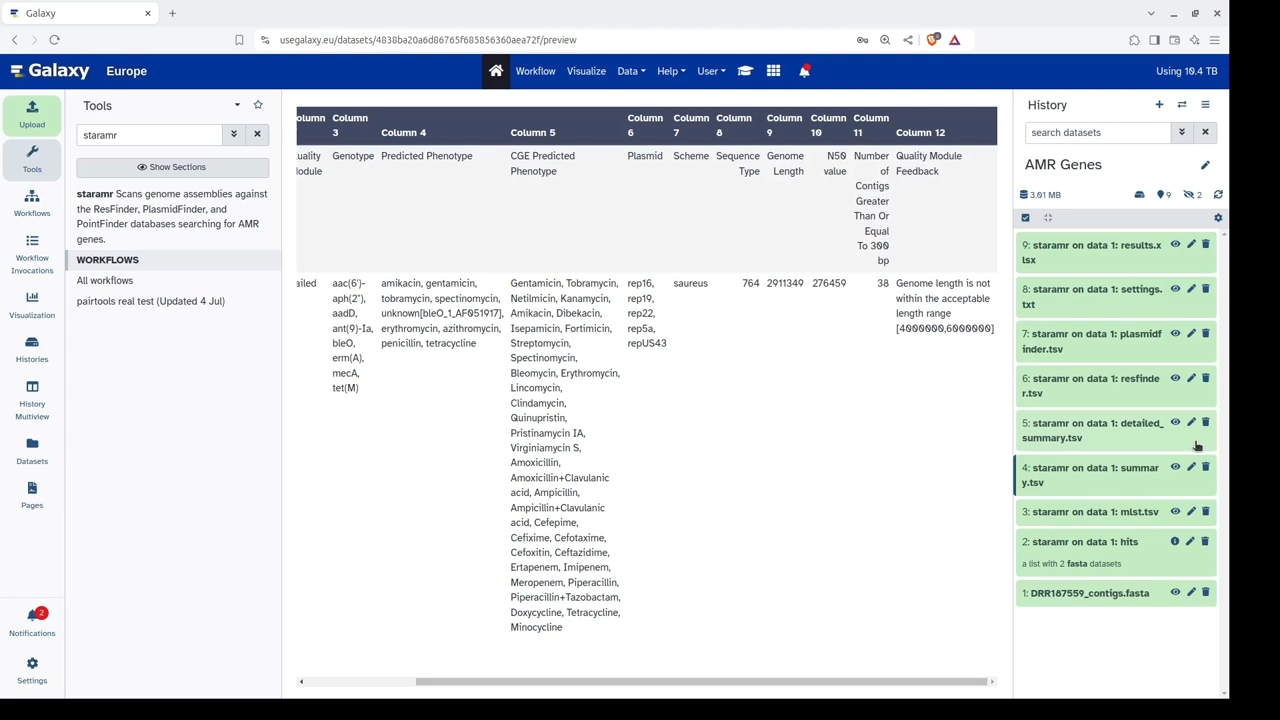 Galaxy
usegalaxy.eu/datasets/4838ba20a6d86765f685856360aea72f/preview
Galaxy
Europe
Workflow
Visualize
Data
Help
User
Using 10.4 TB
Upload
Tools
Workflows
Workflow
Invocations
Visualization
Histories
History
Multiview
Datasets
Pages
2
Notifications
Settings
Tools
staramr
Show Sections
staramr Scans genome assemblies against
the ResFinder, PlasmidFinder, and
PointFinder databases searching for AMR
genes.
WORKFLOWS
All workflows
pairtools real test (Updated 4 Jul)
Column
3
Column 4
Column 5
Column
6
Column
7
Column
8
Column
9
Column
10
Column
11
Column 12
Genotype
Predicted Phenotype
CGE Predicted
Phenotype
Plasmid
Scheme
Sequence
Type
Genome
Length
N50
value
Number
of
Contigs
Greater
Than Or
Equal
To 300
bp
Quality Module
Feedback
aac(6')-
aph(2''),
aadD,
ant(9)-Ia,
bleO,
erm(A),
mecA,
tet(M)
amikacin, gentamicin,
tobramycin, spectinomycin,
unknown[bleO_1_AF051917],
erythromycin, azithromycin,
penicillin, tetracycline
Gentamicin, Tobramycin,
Netilmicin, Kanamycin,
Amikacin, Dibekacin,
Isepamicin, Fortimicin,
Streptomycin,
Spectinomycin,
Bleomycin, Erythromycin,
Lincomycin,
Clindamycin,
Quinupristin,
Pristinamycin IA,
Virginiamycin S,
Amoxicillin,
Amoxicillin+Clavulanic
acid, Ampicillin,
Ampicillin+Clavulanic
acid, Cefepime,
Cefixime, Cefotaxime,
Cefoxitin, Ceftazidime,
Ertapenem, Imipenem,
Meropenem, Piperacillin,
Piperacillin+Tazobactam,
Doxycycline, Tetracycline,
Minocycline
rep16,
rep19,
rep22,
rep5a,
repUS43
saureus
764
2911349
276459
38
Genome length is not
within the acceptable
length range
[4000000,6000000]
History
search datasets
AMR Genes
3.01 MB
9
2
9: staramr on data 1: results.x
lsx
8: staramr on data 1: settings.
txt
7: staramr on data 1: plasmidf
inder.tsv
6: staramr on data 1: resfinde
r.tsv
5: staramr on data 1: detailed_
summary.tsv
4: staramr on data 1: summar
y.tsv
3: staramr on data 1: mlst.tsv
2: staramr on data 1: hits
a list with 2 fasta datasets
1: DRR187559_contigs.fasta